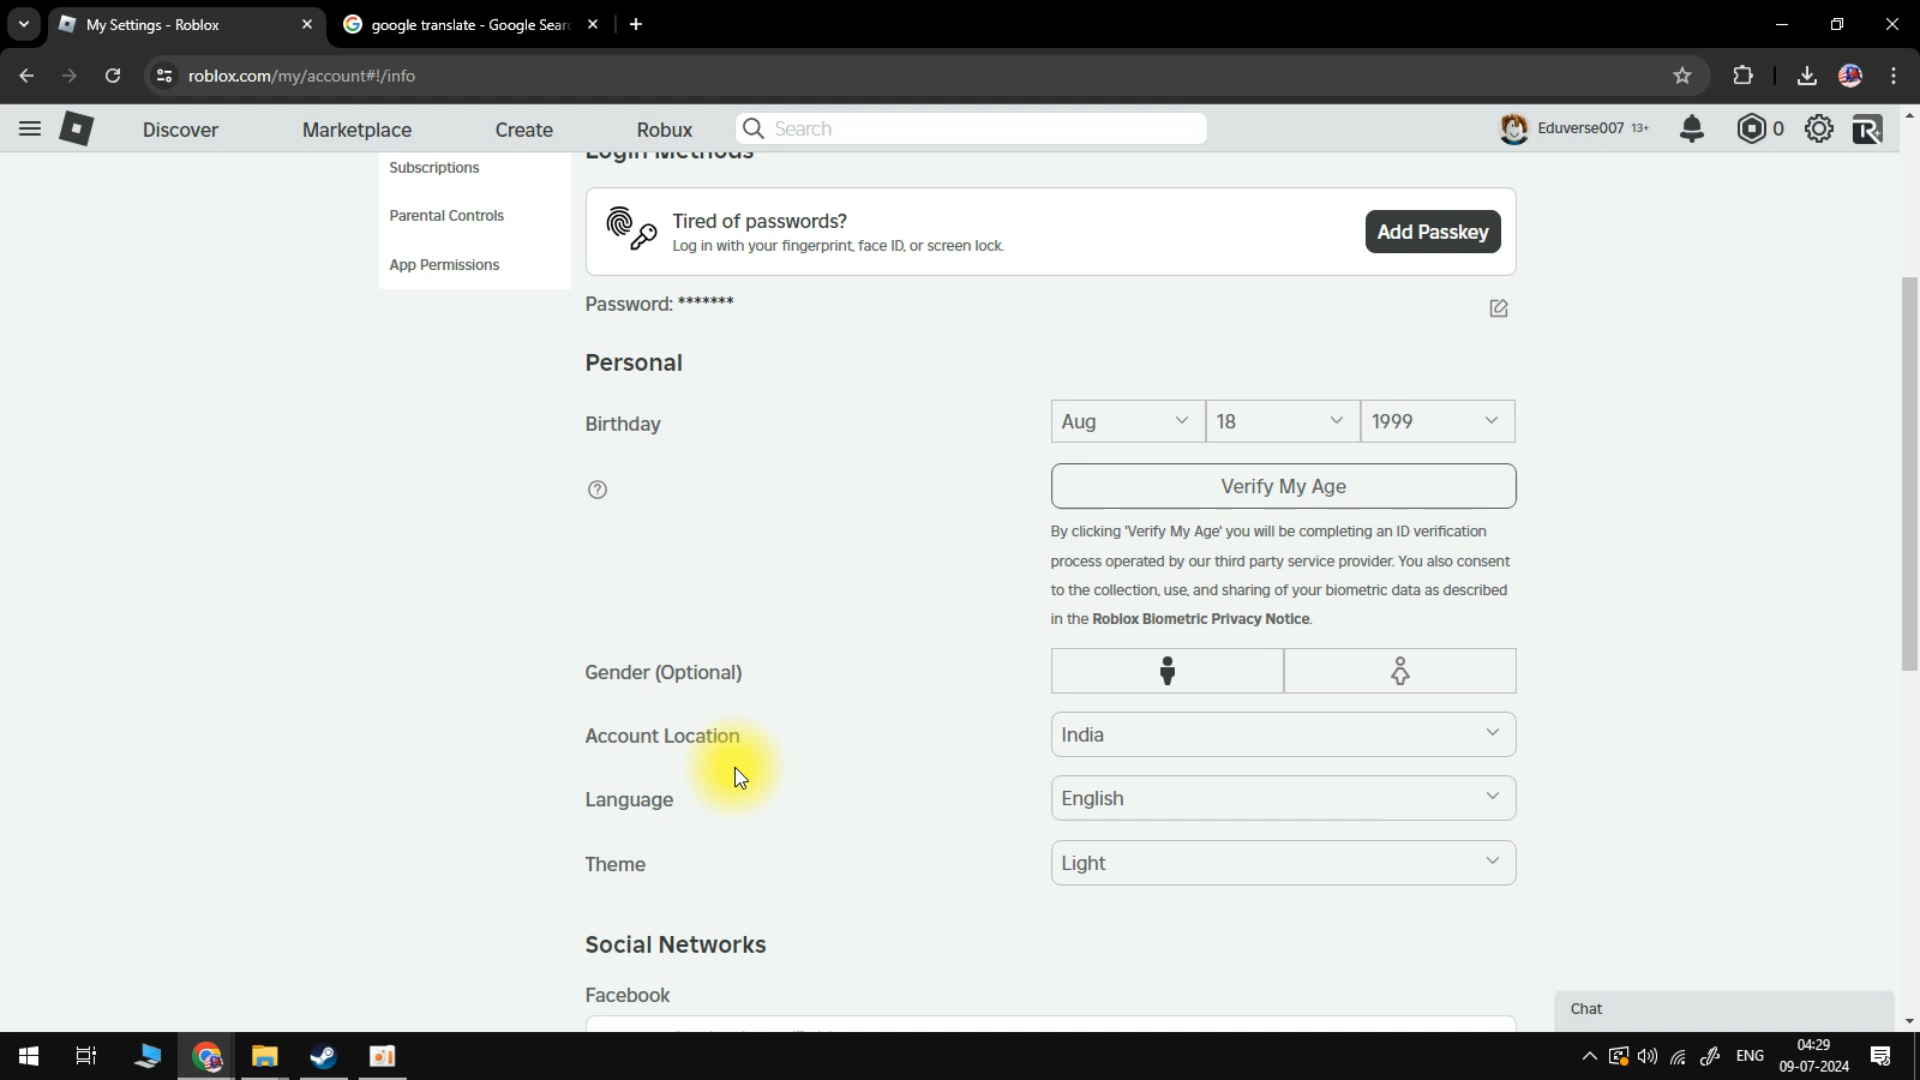 My Settings - Roblox
google translate - Google Sear
roblox.com/my/account#!/info
Discover
Marketplace
Create
Robux
Search
Eduverse007 13+
0
Subscriptions
Parental Controls
App Permissions
Login Methods
Tired of passwords?
Log in with your fingerprint, face ID, or screen lock.
Add Passkey
Password: *******
Personal
Birthday
Aug
18
1999
Verify My Age
By clicking 'Verify My Age' you will be completing an ID verification
process operated by our third party service provider. You also consent
to the collection, use, and sharing of your biometric data as described
in the Roblox Biometric Privacy Notice.
Gender (Optional)
Account Location
India
Language
English
Theme
Light
Social Networks
Facebook
Chat
ENG
04:29
09-07-2024